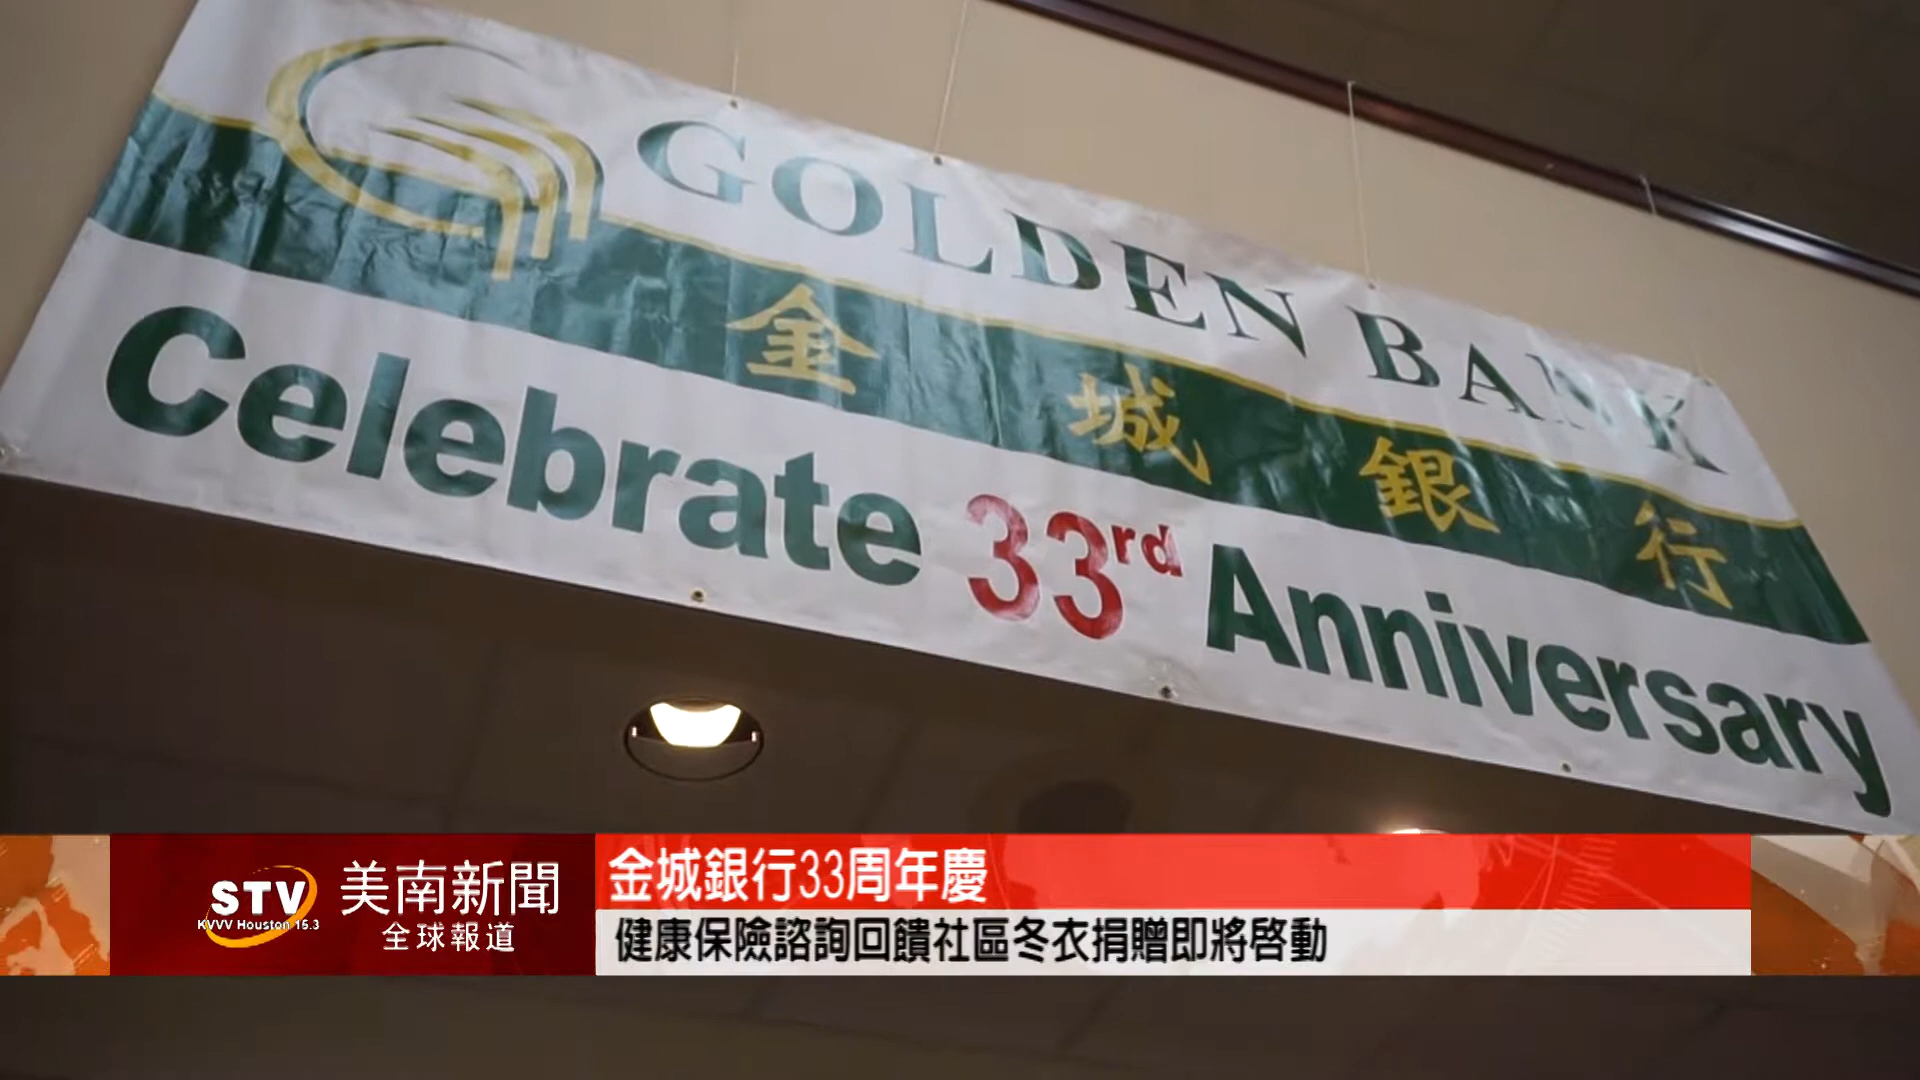 GOLDEN BANK
金城銀行
Celebrate 33rd Anniversary
STV
KVVV Houston 15.3
美南新聞
全球報道
金城銀行33周年慶
健康保險諮詢回饋社區冬衣捐贈即將啓動